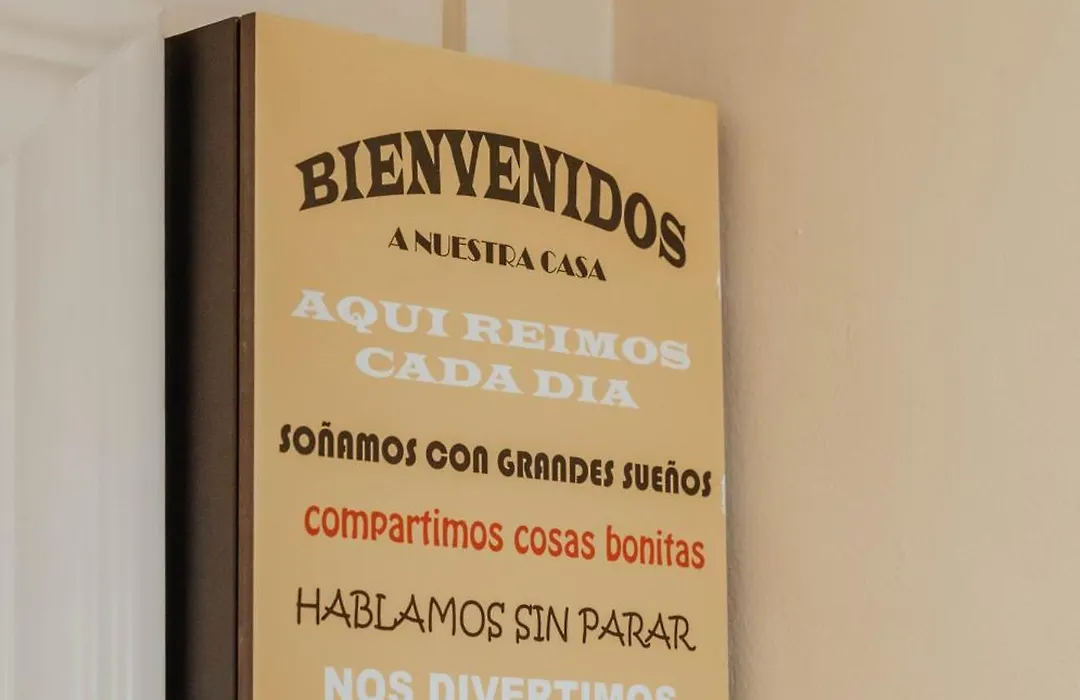 BIENVENIDOS
A NUESTRA CASA
AQUI REIMOS
CADA DIA
SOÑAMOS CON GRANDES SUEÑOS
compartimos cosas bonitas
HABLAMOS SIN PARAR
NOS DIVERTIMOS